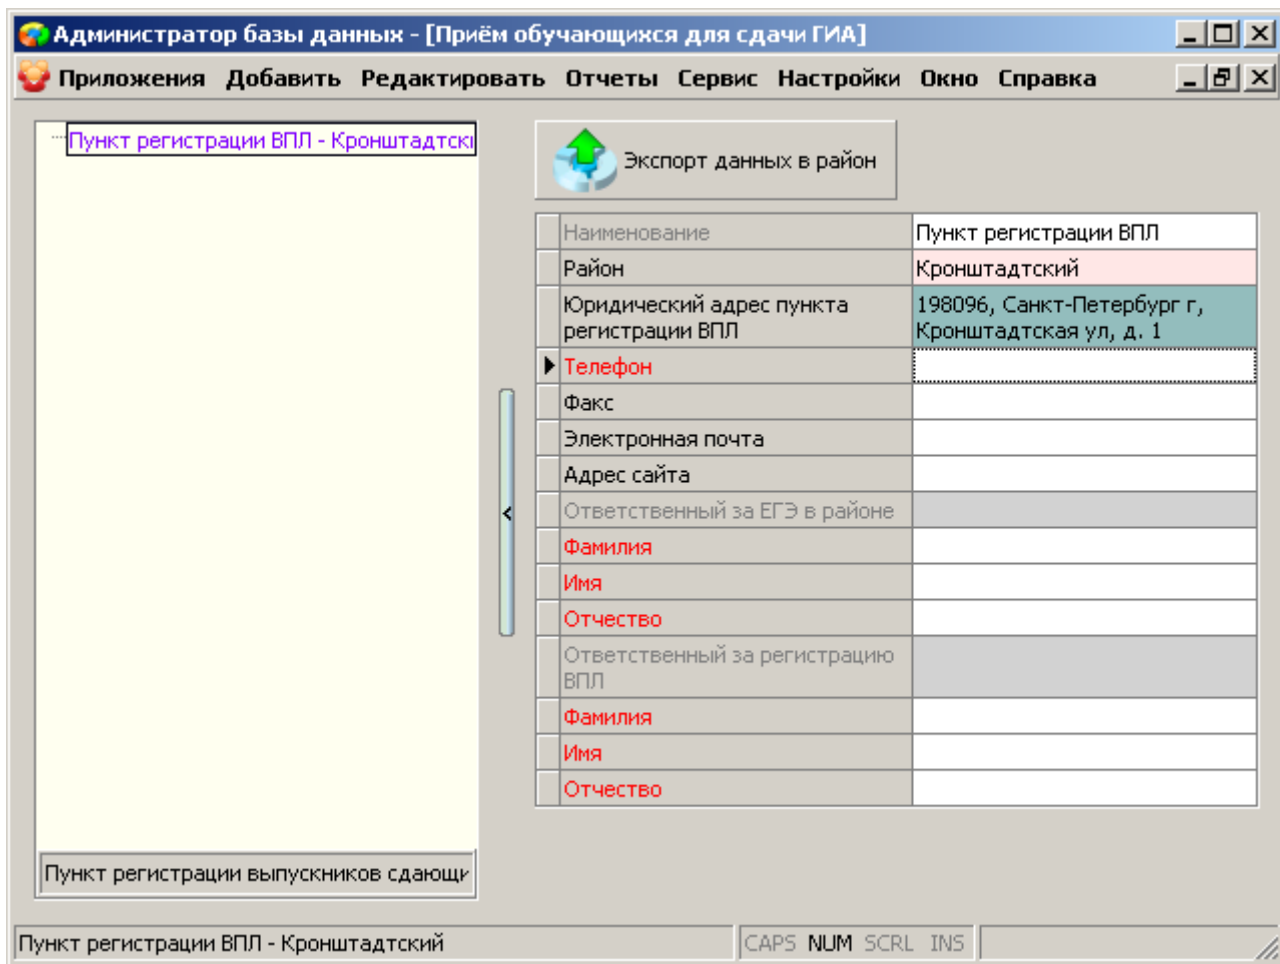 Администратор базы данных - [Приём обучающихся для сдачи ГИА]
Приложения Добавить Редактировать Отчеты Сервис Настройки Окно Справка
Пункт регистрации ВПЛ - Кронштадтски
Экспорт данных в район
Наименование Пункт регистрации ВПЛ
Район Кронштадтский
Юридический адрес пункта регистрации ВПЛ 198096, Санкт-Петербург г, Кронштадтская ул, д. 1
Телефон
Факс
Электронная почта
Адрес сайта
Ответственный за ЕГЭ в районе
Фамилия
Имя
Отчество
Ответственный за регистрацию
ВПЛ
Фамилия
Имя
Отчество
Пункт регистрации выпускников сдающи
Пункт регистрации ВПЛ - Кронштадтский
CAPS NUM SCRL INS